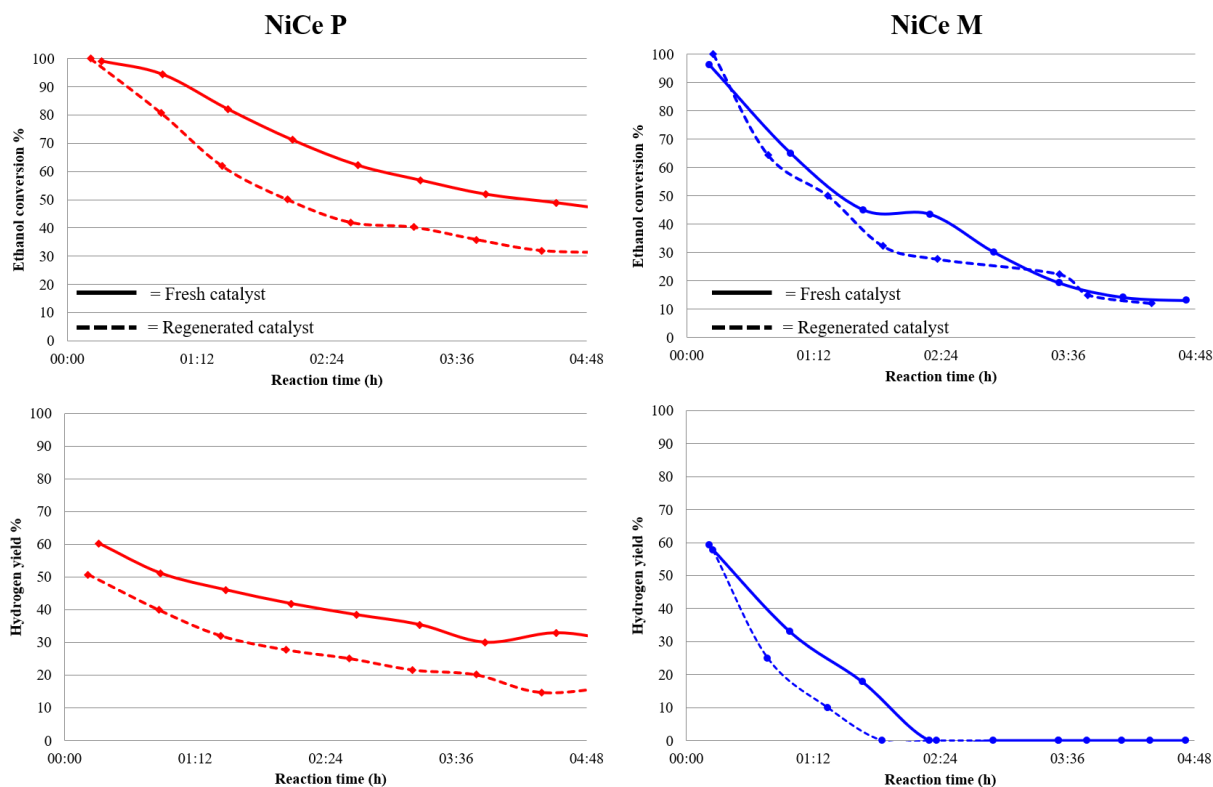 NiCe P
NiCe M
Ethanol conversion %
100
90
80
70
60
50
40
30
20
10
0
= Fresh catalyst
= Regenerated catalyst
00:00 01:12 02:24 03:36 04:48
Reaction time (h)
Ethanol conversion %
100
90
80
70
60
50
40
30
20
10
0
= Fresh catalyst
= Regenerated catalyst
00:00 01:12 02:24 03:36 04:48
Reaction time (h)
Hydrogen yield %
100
90
80
70
60
50
40
30
20
10
0
00:00 01:12 02:24 03:36 04:48
Reaction time (h)
Hydrogen yield %
100
90
80
70
60
50
40
30
20
10
0
00:00 01:12 02:24 03:36 04:48
Reaction time (h)